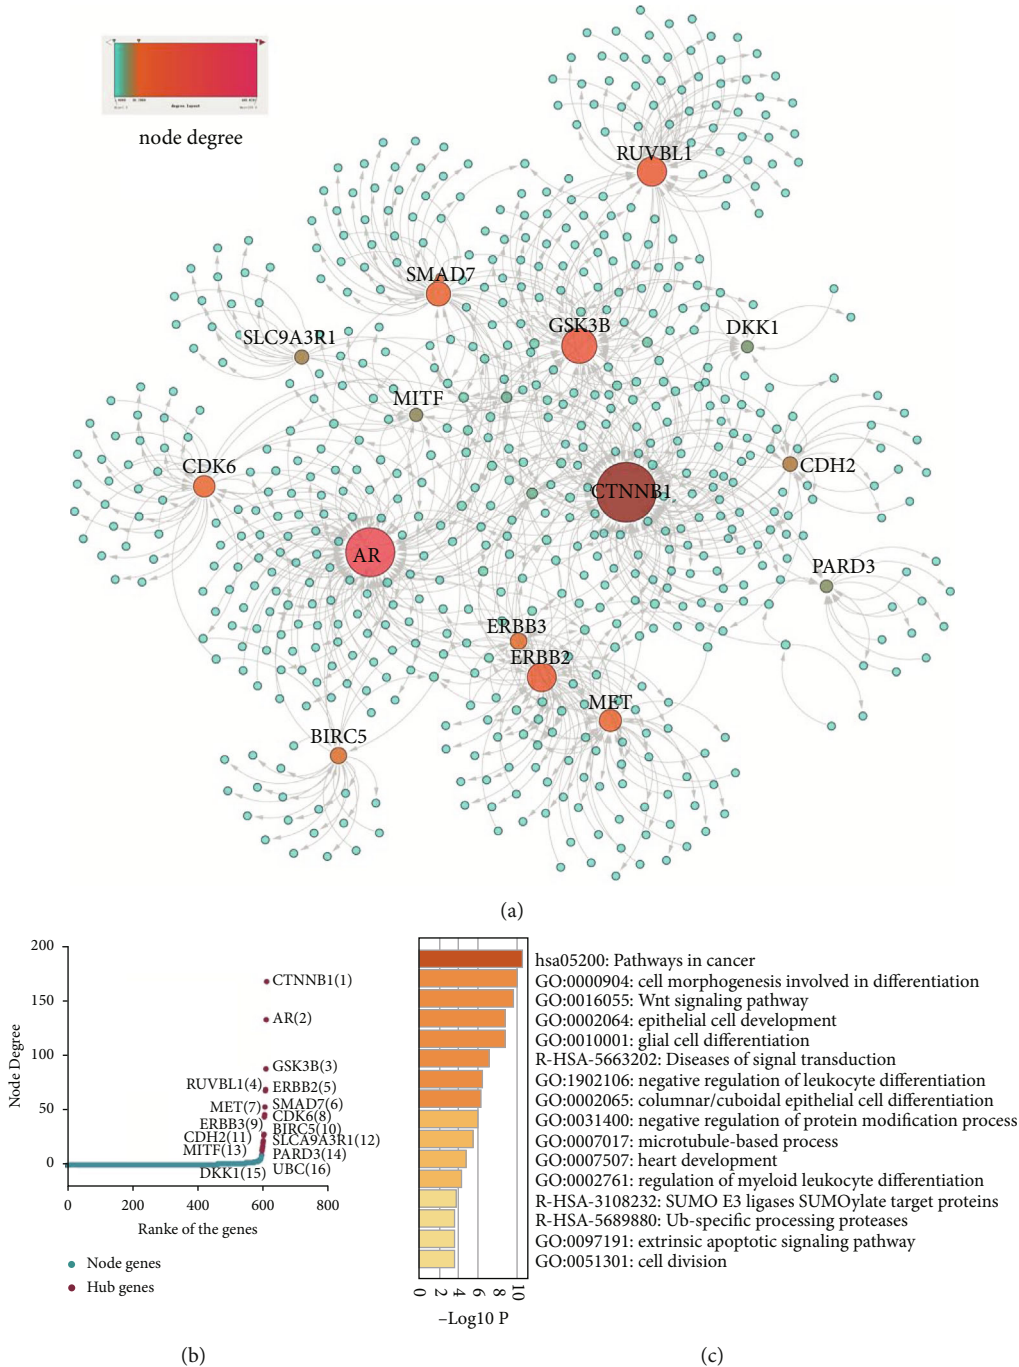 node degree
RUVBL1
SMAD7
GSK3B
DKK1
SLC9A3R1
MITF
CDK6
CDH2
CTNNB1
AR
PARD3
ERBB3
ERBB2
MET
BIRC5
(a)
200
150
100
50
0
Node Degree
CTNNB1(1)
AR(2)
GSK3B(3)
RUVBL1(4)
ERBB2(5)
SMAD7(6)
MET(7)
CDK6(8)
ERBB3(9)
BIRC5(10)
CDH2(11)
SLCA9A3R1(12)
MITF(13)
PARD3(14)
DKK1(15)
UBC(16)
0 200 400 600 800
Ranke of the genes
Node genes
Hub genes
(b)
hsa05200: Pathways in cancer
GO:0000904: cell morphogenesis involved in differentiation
GO:0016055: Wnt signaling pathway
GO:0002064: epithelial cell development
GO:0010001: glial cell differentiation
R-HSA-5663202: Diseases of signal transduction
GO:1902106: negative regulation of leukocyte differentiation
GO:0002065: columnar/cuboidal epithelial cell differentiation
GO:0031400: negative regulation of protein modification process
GO:0007017: microtubule-based process
GO:0007507: heart development
GO:0002761: regulation of myeloid leukocyte differentiation
R-HSA-3108232: SUMO E3 ligases SUMOylate target proteins
R-HSA-5689880: Ub-specific processing proteases
GO:0097191: extrinsic apoptotic signaling pathway
GO:0051301: cell division
0 2 4 6 8 10
–Log10 P
(c)